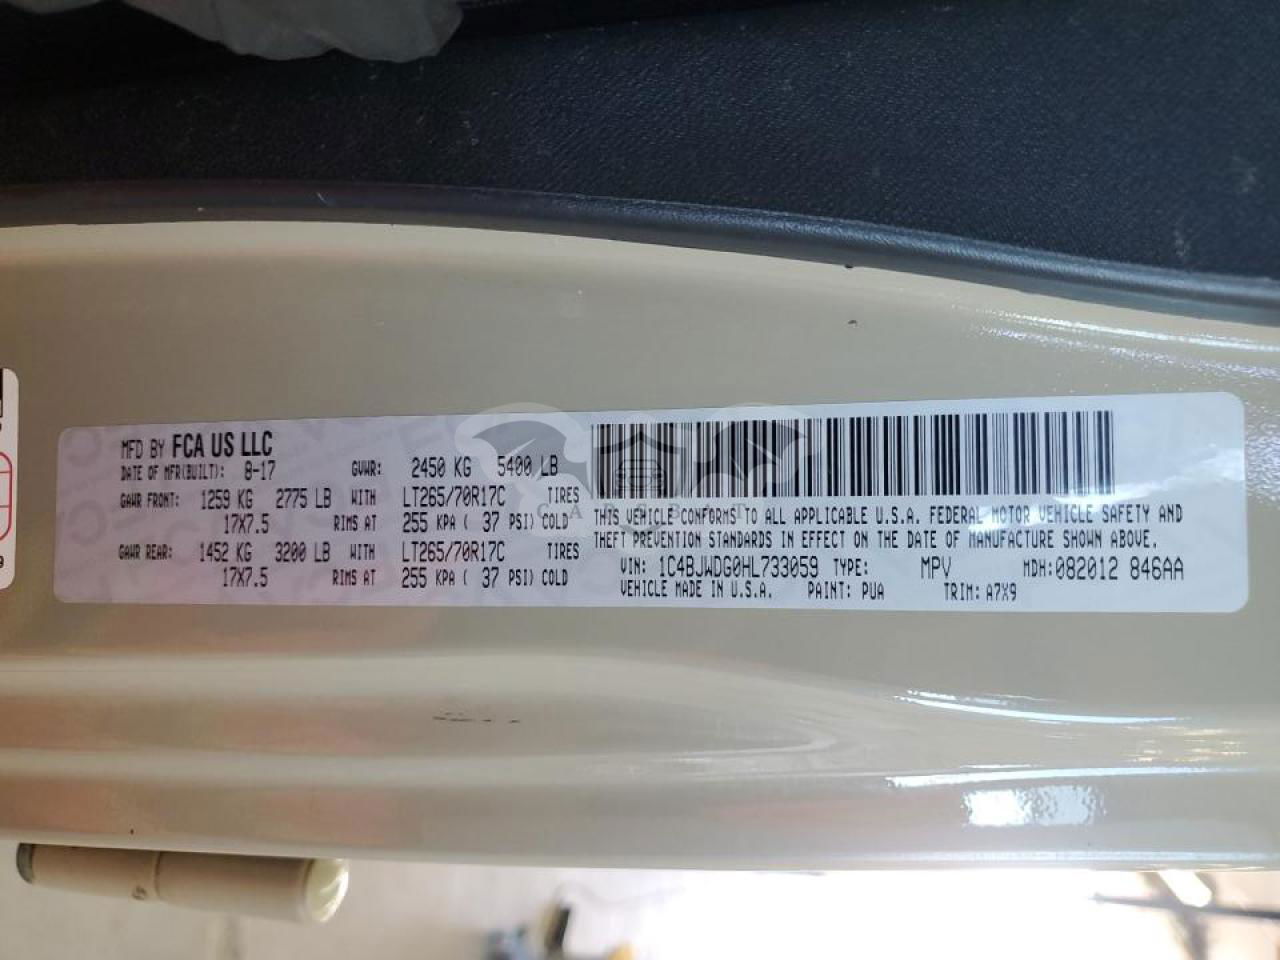 MFD BY FCA US LLC
DATE OF MFR(BUILT): 8-17 GVWR: 2450 KG 5400 LB
GAWR FRONT: 1259 KG 2775 LB WITH LT265/70R17C TIRES
17X7.5 RIMS AT 255 KPA ( 37 PSI) COLD
GAWR REAR: 1452 KG 3200 LB WITH LT265/70R17C TIRES
17X7.5 RIMS AT 255 KPA ( 37 PSI) COLD
THIS VEHICLE CONFORMS TO ALL APPLICABLE U.S.A. FEDERAL MOTOR VEHICLE SAFETY AND
THEFT PREVENTION STANDARDS IN EFFECT ON THE DATE OF MANUFACTURE SHOWN ABOVE.
VIN: 1C4BJWDG0HL733059 TYPE: MPV MDH:082012 846AA
VEHICLE MADE IN U.S.A. PAINT: PUA TRIM: A7X9